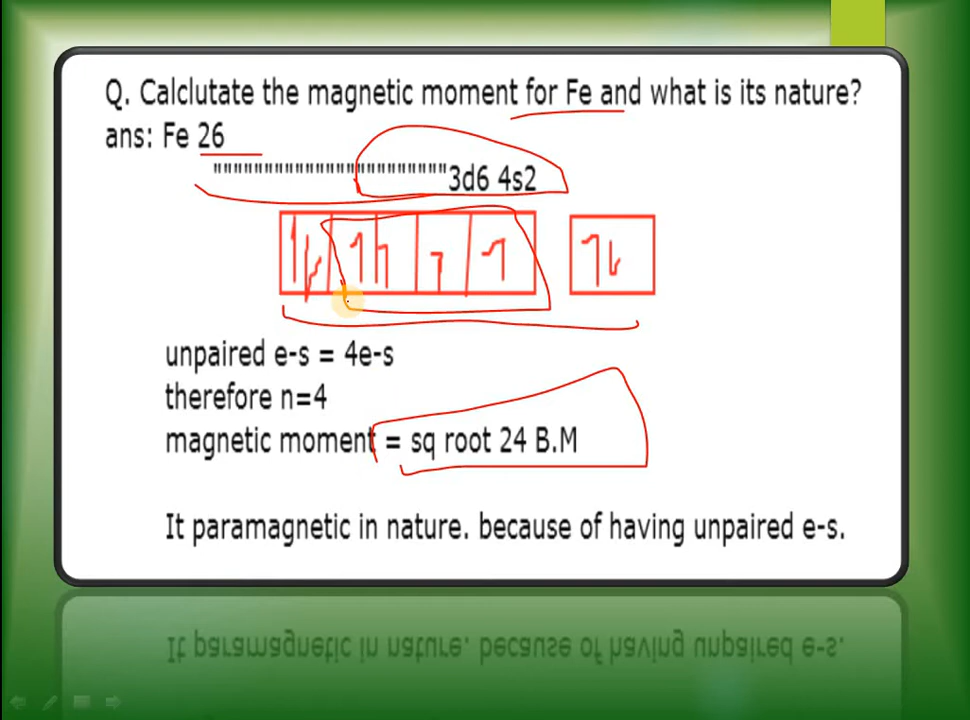 Q. Calclutate the magnetic moment for Fe and what is its nature?
ans: Fe 26
""""""""""""""""""""""3d6 4s2
unpaired e-s = 4e-s
therefore n=4
magnetic moment = sq root 24 B.M
It paramagnetic in nature. because of having unpaired e-s.